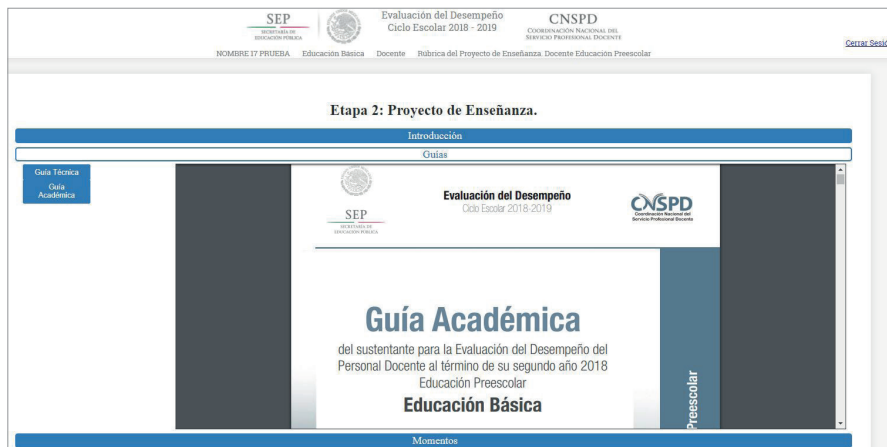 SEP
SECRETARÍA DE
EDUCACIÓN PÚBLICA
Evaluación del Desempeño
Ciclo Escolar 2018 - 2019
CNSPD
COORDINACIÓN NACIONAL DEL
SERVICIO PROFESIONAL DOCENTE
Cerrar Sesió
NOMBRE 17 PRUEBA Educación Básica Docente Rúbrica del Proyecto de Enseñanza. Docente Educación Preescolar
Etapa 2: Proyecto de Enseñanza.
Introducción
Guías
Guía Técnica
Guía
Académica
SEP
SECRETARÍA DE
EDUCACIÓN PÚBLICA
Evaluación del Desempeño
Ciclo Escolar 2018-2019
CNSPD
Coordinación Nacional del
Servicio Profesional Docente
Guía Académica
del sustentante para la Evaluación del Desempeño del
Personal Docente al término de su segundo año 2018
Educación Preescolar
Educación Básica
Preescolar
Momentos